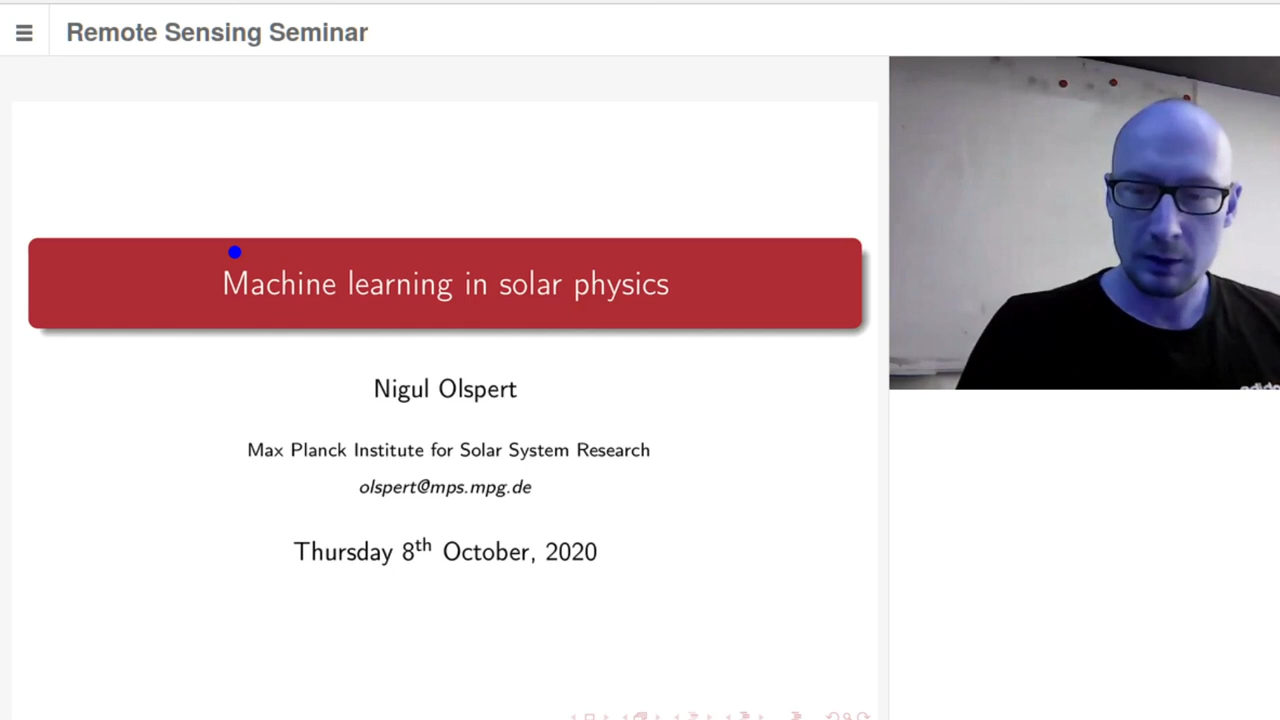 Remote Sensing Seminar
Machine learning in solar physics
Nigul Olspert
Max Planck Institute for Solar System Research
olspert@mps.mpg.de
Thursday 8th October, 2020